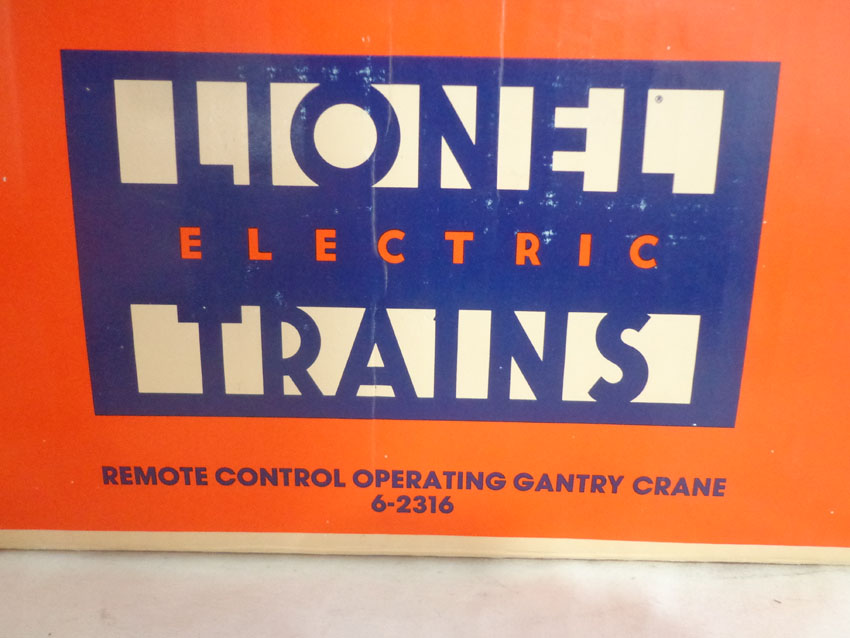 LIONEL®
ELECTRIC
TRAINS
REMOTE CONTROL OPERATING GANTRY CRANE
6-2316